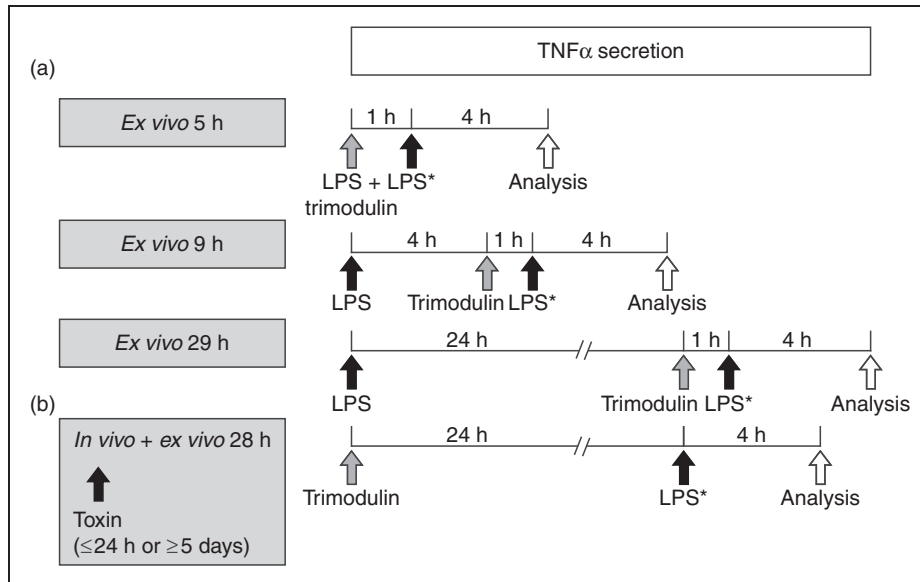 TNFα secretion
(a)
Ex vivo 5 h
1 h 4 h
LPS + LPS* Analysis
trimodulin
Ex vivo 9 h
4 h 1 h 4 h
LPS Trimodulin LPS* Analysis
Ex vivo 29 h
24 h 1 h 4 h
LPS Trimodulin LPS* Analysis
(b)
In vivo + ex vivo 28 h
24 h 4 h
Trimodulin LPS* Analysis
Toxin
(≤24 h or ≥5 days)